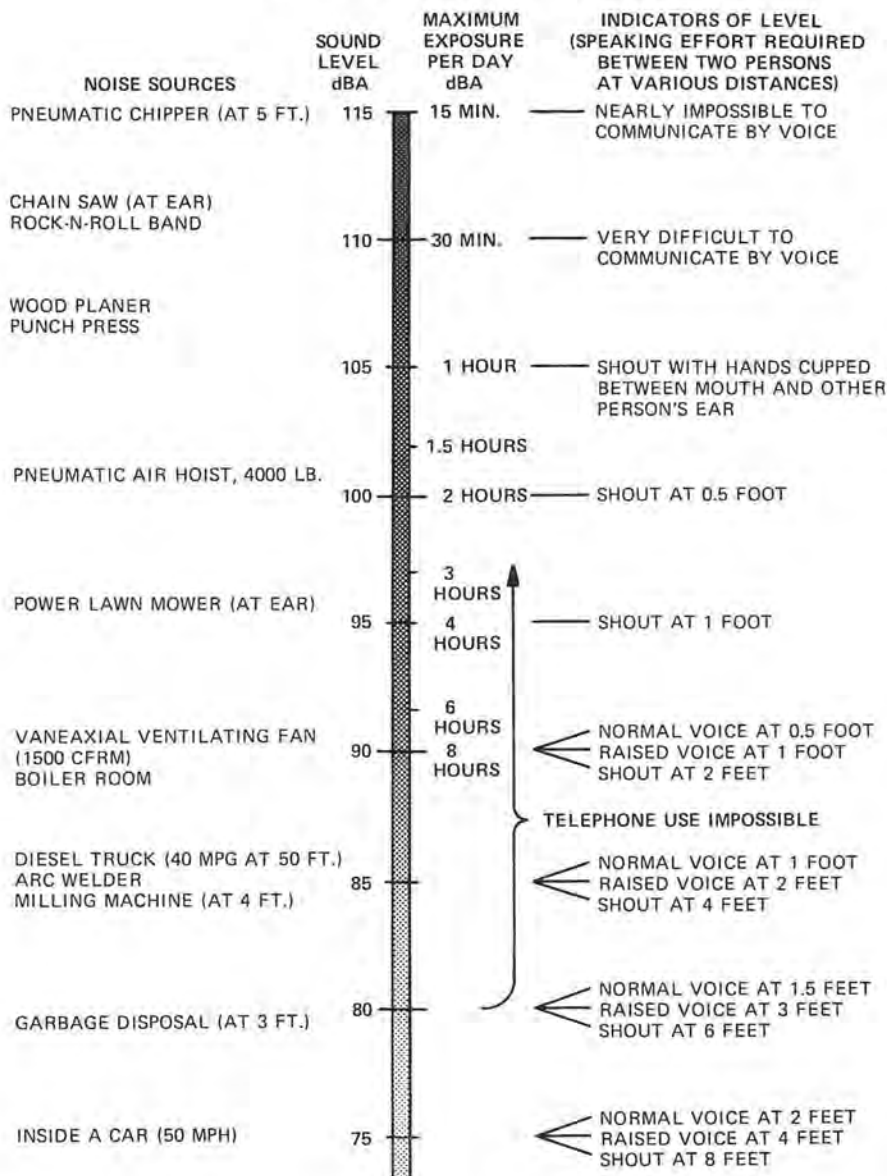 NOISE SOURCES
SOUND
LEVEL
dBA
MAXIMUM
EXPOSURE
PER DAY
dBA
INDICATORS OF LEVEL
(SPEAKING EFFORT REQUIRED
BETWEEN TWO PERSONS
AT VARIOUS DISTANCES)
PNEUMATIC CHIPPER (AT 5 FT.)
115
15 MIN.
NEARLY IMPOSSIBLE TO
COMMUNICATE BY VOICE
CHAIN SAW (AT EAR)
ROCK-N-ROLL BAND
110
30 MIN.
VERY DIFFICULT TO
COMMUNICATE BY VOICE
WOOD PLANER
PUNCH PRESS
105
1 HOUR
SHOUT WITH HANDS CUPPED
BETWEEN MOUTH AND OTHER
PERSON'S EAR
1.5 HOURS
PNEUMATIC AIR HOIST, 4000 LB.
100
2 HOURS
SHOUT AT 0.5 FOOT
3
HOURS
POWER LAWN MOWER (AT EAR)
95
4
HOURS
SHOUT AT 1 FOOT
6
HOURS
VANEAXIAL VENTILATING FAN
(1500 CFRM)
BOILER ROOM
90
8
HOURS
NORMAL VOICE AT 0.5 FOOT
RAISED VOICE AT 1 FOOT
SHOUT AT 2 FEET
TELEPHONE USE IMPOSSIBLE
DIESEL TRUCK (40 MPG AT 50 FT.)
ARC WELDER
MILLING MACHINE (AT 4 FT.)
85
NORMAL VOICE AT 1 FOOT
RAISED VOICE AT 2 FEET
SHOUT AT 4 FEET
GARBAGE DISPOSAL (AT 3 FT.)
80
NORMAL VOICE AT 1.5 FEET
RAISED VOICE AT 3 FEET
SHOUT AT 6 FEET
INSIDE A CAR (50 MPH)
75
NORMAL VOICE AT 2 FEET
RAISED VOICE AT 4 FEET
SHOUT AT 8 FEET